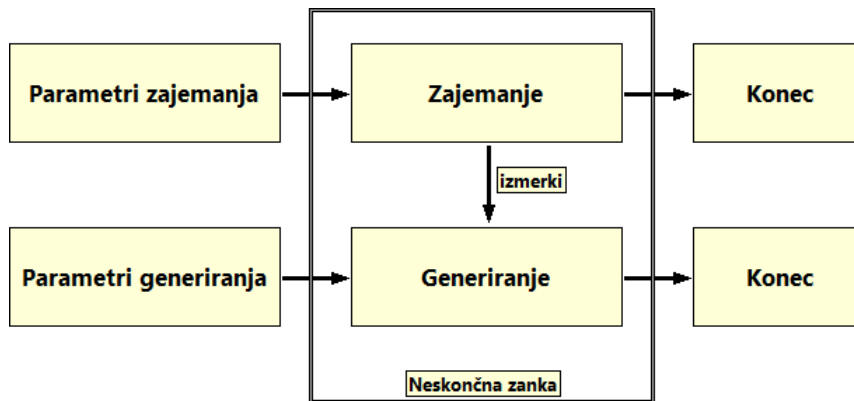 Parametri zajemanja
Zajemanje
Konec
izmerki
Parametri generiranja
Generiranje
Konec
Neskončna zanka